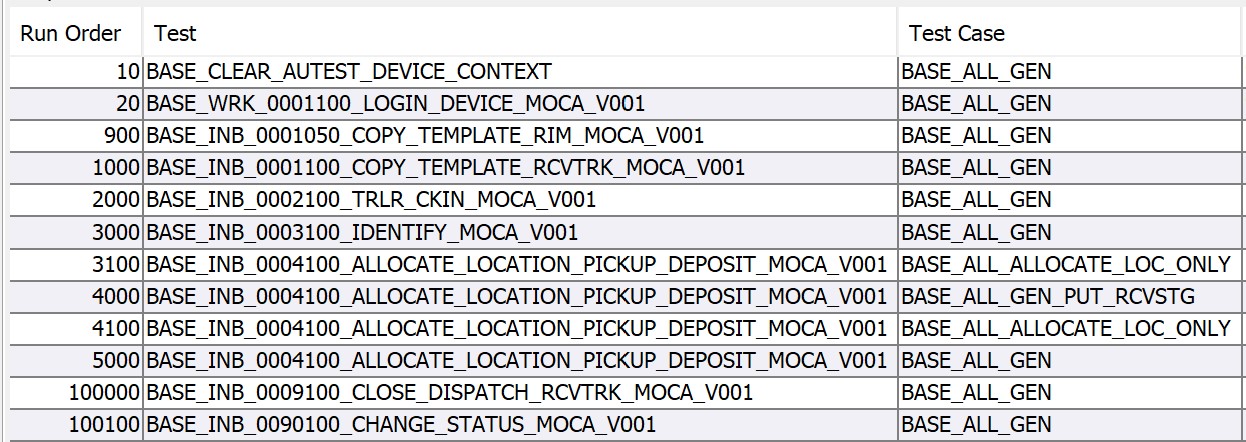 Run Order Test Test Case
10 BASE_CLEAR_AUTEST_DEVICE_CONTEXT BASE_ALL_GEN
20 BASE_WRK_0001100_LOGIN_DEVICE_MOCA_V001 BASE_ALL_GEN
900 BASE_INB_0001050_COPY_TEMPLATE_RIM_MOCA_V001 BASE_ALL_GEN
1000 BASE_INB_0001100_COPY_TEMPLATE_RCVTRK_MOCA_V001 BASE_ALL_GEN
2000 BASE_INB_0002100_TRLR_CKIN_MOCA_V001 BASE_ALL_GEN
3000 BASE_INB_0003100_IDENTIFY_MOCA_V001 BASE_ALL_GEN
3100 BASE_INB_0004100_ALLOCATE_LOCATION_PICKUP_DEPOSIT_MOCA_V001 BASE_ALL_ALLOCATE_LOC_ONLY
4000 BASE_INB_0004100_ALLOCATE_LOCATION_PICKUP_DEPOSIT_MOCA_V001 BASE_ALL_GEN_PUT_RCVSTG
4100 BASE_INB_0004100_ALLOCATE_LOCATION_PICKUP_DEPOSIT_MOCA_V001 BASE_ALL_ALLOCATE_LOC_ONLY
5000 BASE_INB_0004100_ALLOCATE_LOCATION_PICKUP_DEPOSIT_MOCA_V001 BASE_ALL_GEN
100000 BASE_INB_0009100_CLOSE_DISPATCH_RCVTRK_MOCA_V001 BASE_ALL_GEN
100100 BASE_INB_0090100_CHANGE_STATUS_MOCA_V001 BASE_ALL_GEN